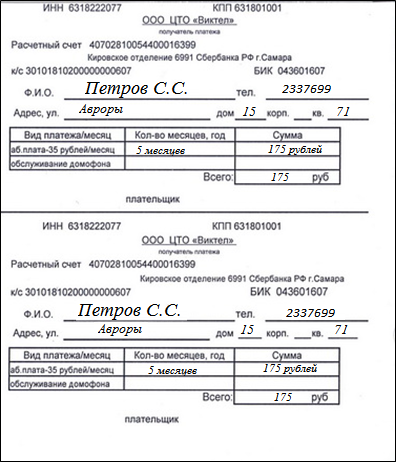 ИНН 6318222077 КПП 631801001
ООО ЦТО «Виктел»
получатель платежа
Расчетный счет 40702810054400016399
Кировское отделение 6991 Сбербанка РФ г.Самара
к/с 30101810200000000607 БИК 043601607
Ф.И.О. Петров С.С. тел. 2337699
Адрес, ул. Авроры дом 15 корп. кв. 71
Вид платежа/месяц Кол-во месяцев, год Сумма
аб.плата-35 рублей/месяц 5 месяцев 175 рублей
обслуживание домофона
Всего: 175 руб
плательщик
ИНН 6318222077 КПП 631801001
ООО ЦТО «Виктел»
получатель платежа
Расчетный счет 40702810054400016399
Кировское отделение 6991 Сбербанка РФ г.Самара
к/с 30101810200000000607 БИК 043601607
Ф.И.О. Петров С.С. тел. 2337699
Адрес, ул. Авроры дом 15 корп. кв. 71
Вид платежа/месяц Кол-во месяцев, год Сумма
аб.плата-35 рублей/месяц 5 месяцев 175 рублей
обслуживание домофона
Всего: 175 руб
плательщик